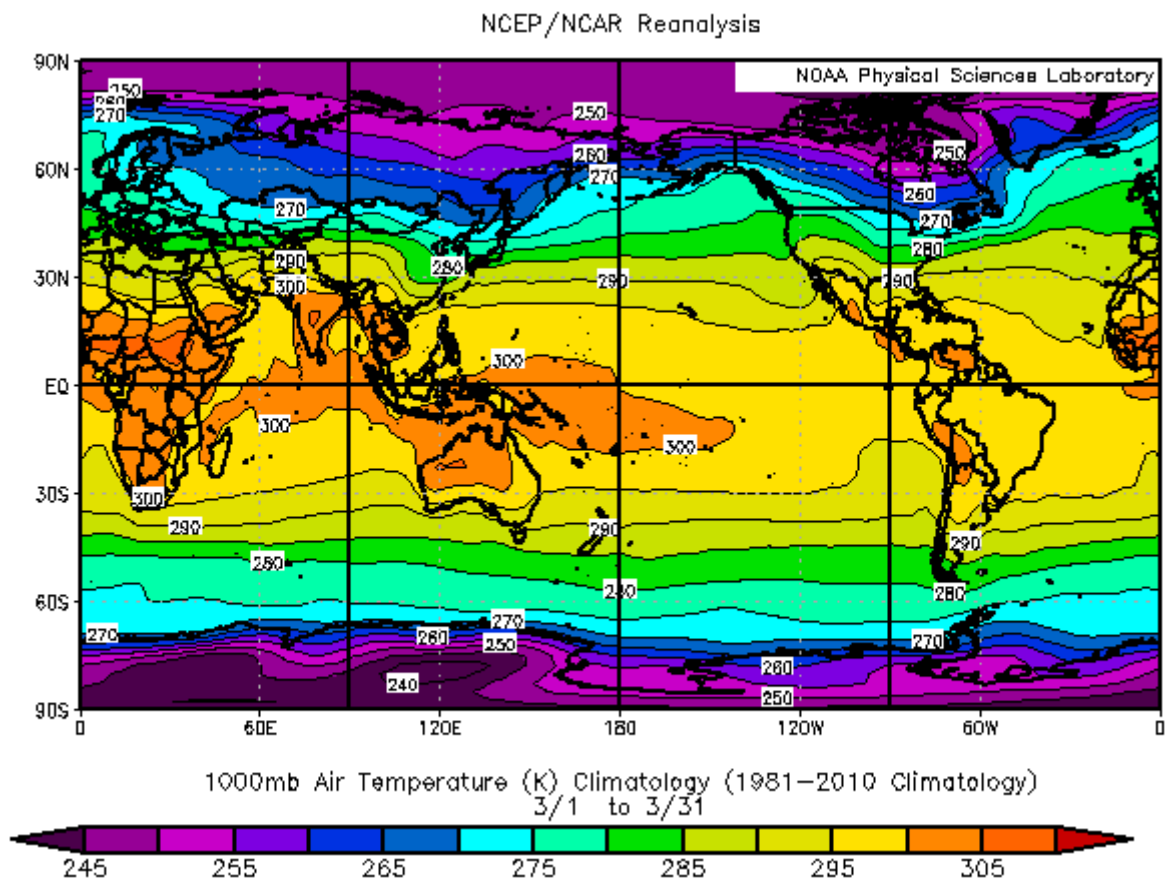 NCEP/NCAR Reanalysis
90N
NOAA Physical Sciences Laboratory
250
260
270
250
250
260
60N
270
260
270
270
280
280
290
30N
300
290
290
300
EQ
300
300
30S
300
290
290
290
280
280
280
60S
270
270
270
260
250
260
240
250
90S
0
60E
120E
180
120W
60W
0
1000mb Air Temperature (K) Climatology (1981-2010 Climatology)
3/1 to 3/31
245
255
265
275
285
295
305